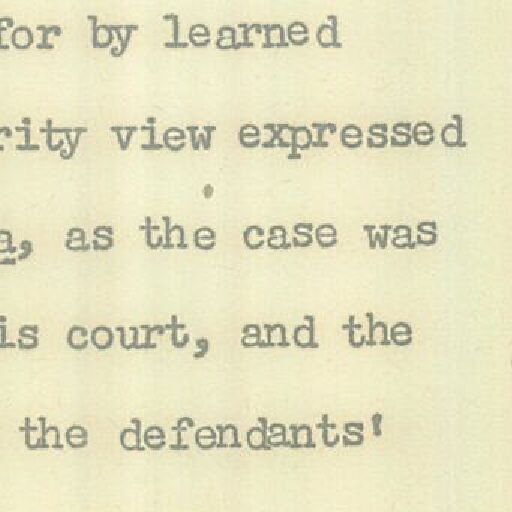 for by learned
rity view expressed
a, as the case was
is court, and the
the defendants'